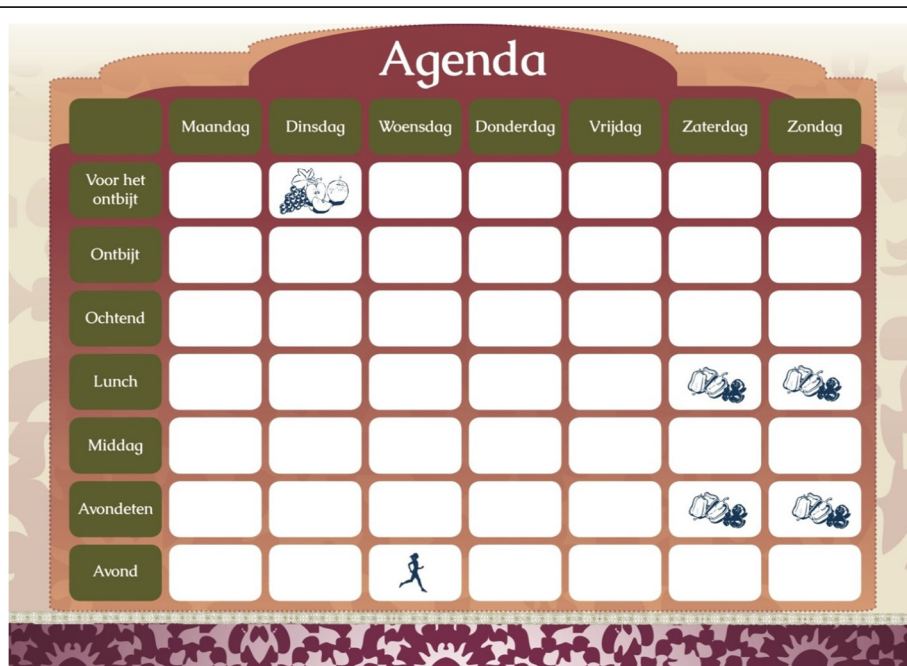 Agenda
Maandag Dinsdag Woensdag Donderdag Vrijdag Zaterdag Zondag
Voor het
ontbijt
Ontbijt
Ochtend
Lunch
Middag
Avondeten
Avond